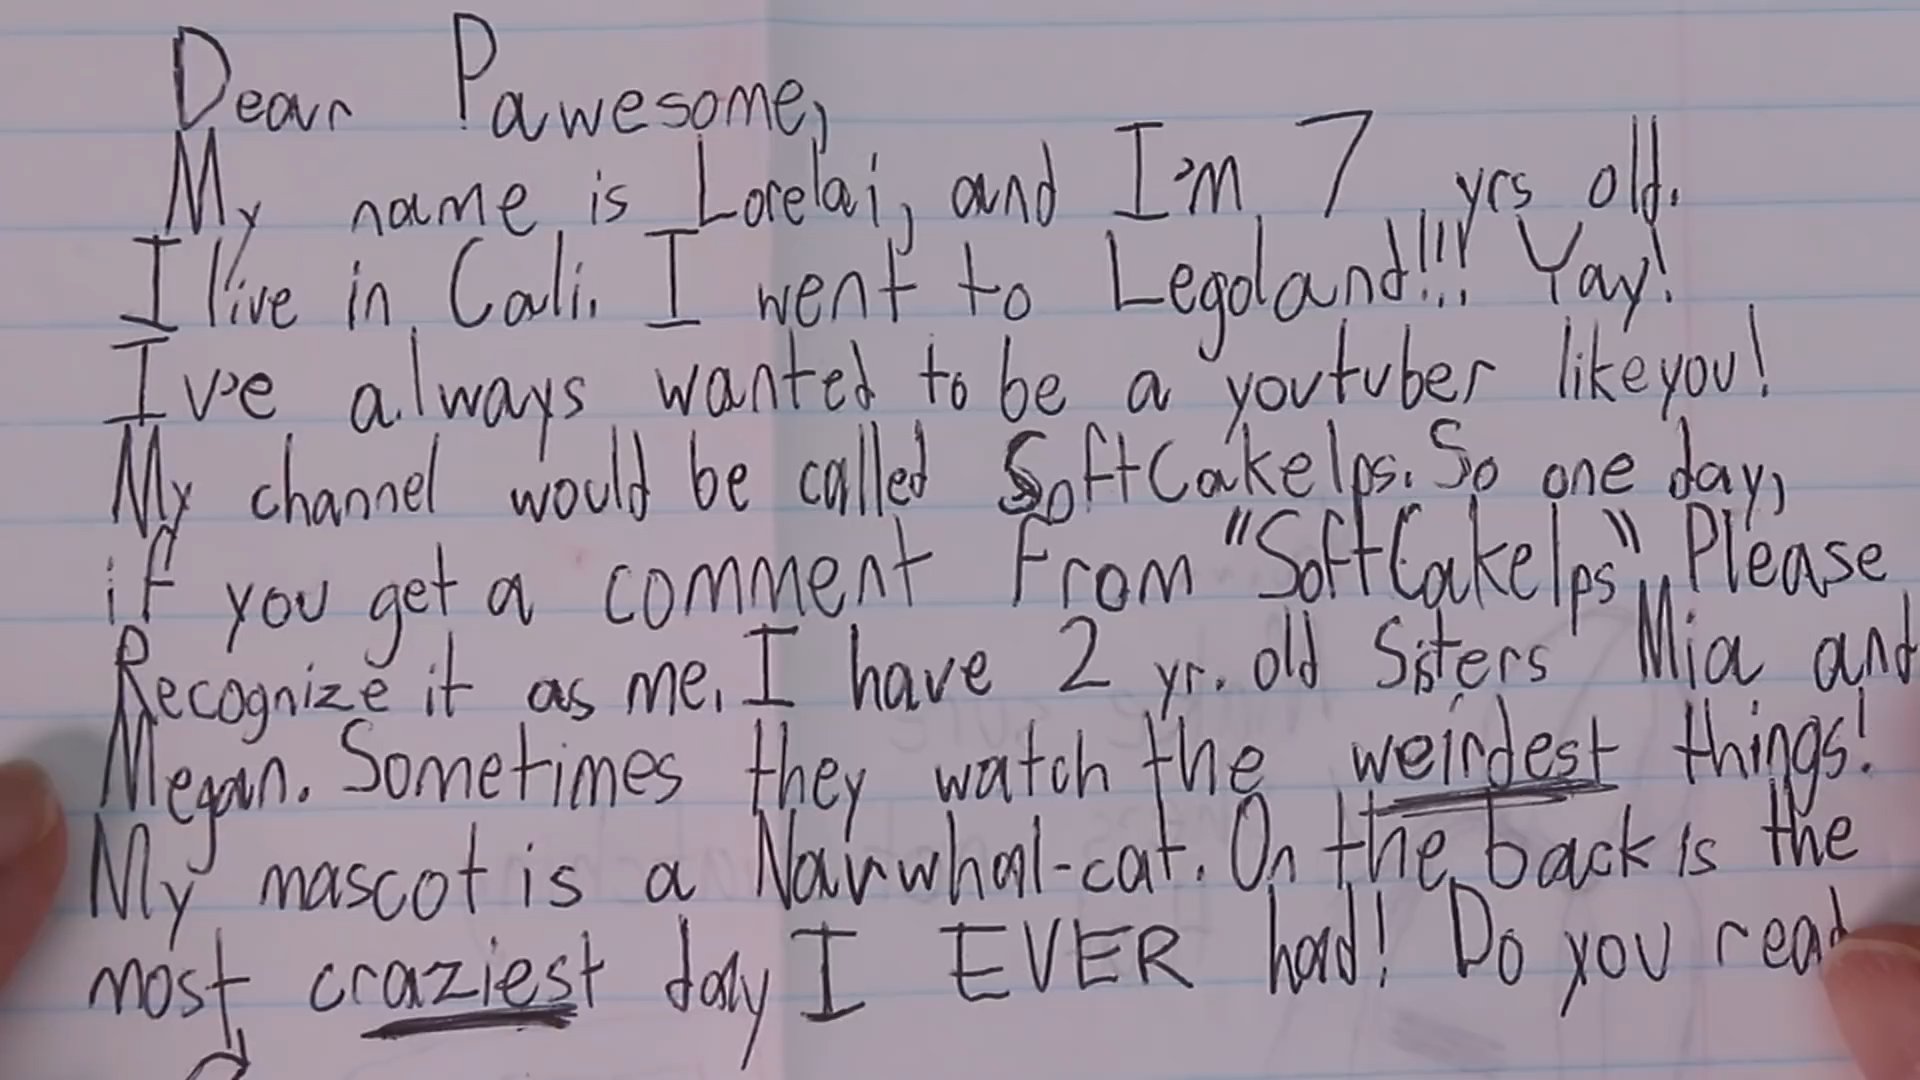 Dear Pawesome,
My name is Lorelai, and I'm 7 yrs old.
I live in Cali. I went to Legoland!!! Yay!
I've always wanted to be a youtuber like you!
My channel would be called SoftCakelps. So one day,
if you get a comment From "SoftCakelps", Please
Recognize it as me. I have 2 yr. old Sisters Mia and
Megan. Sometimes they watch the weirdest things!
My mascot is a Narwhal-cat. On the back is the
most craziest day I EVER had! Do you read